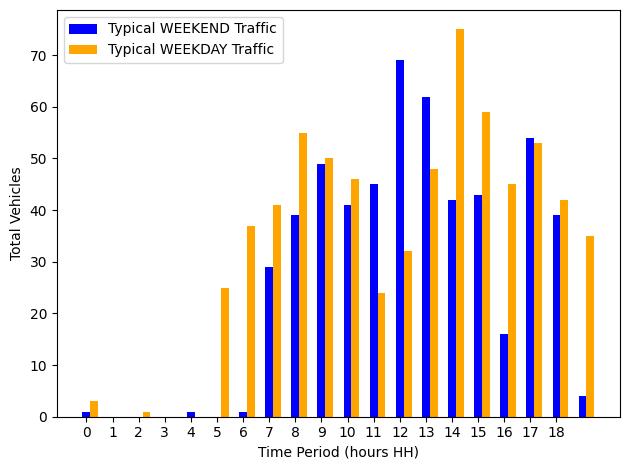 Typical WEEKEND Traffic
Typical WEEKDAY Traffic
70
60
50
40
30
20
10
0
Total Vehicles
0 1 2 3 4 5 6 7 8 9 10 11 12 13 14 15 16 17 18
Time Period (hours HH)